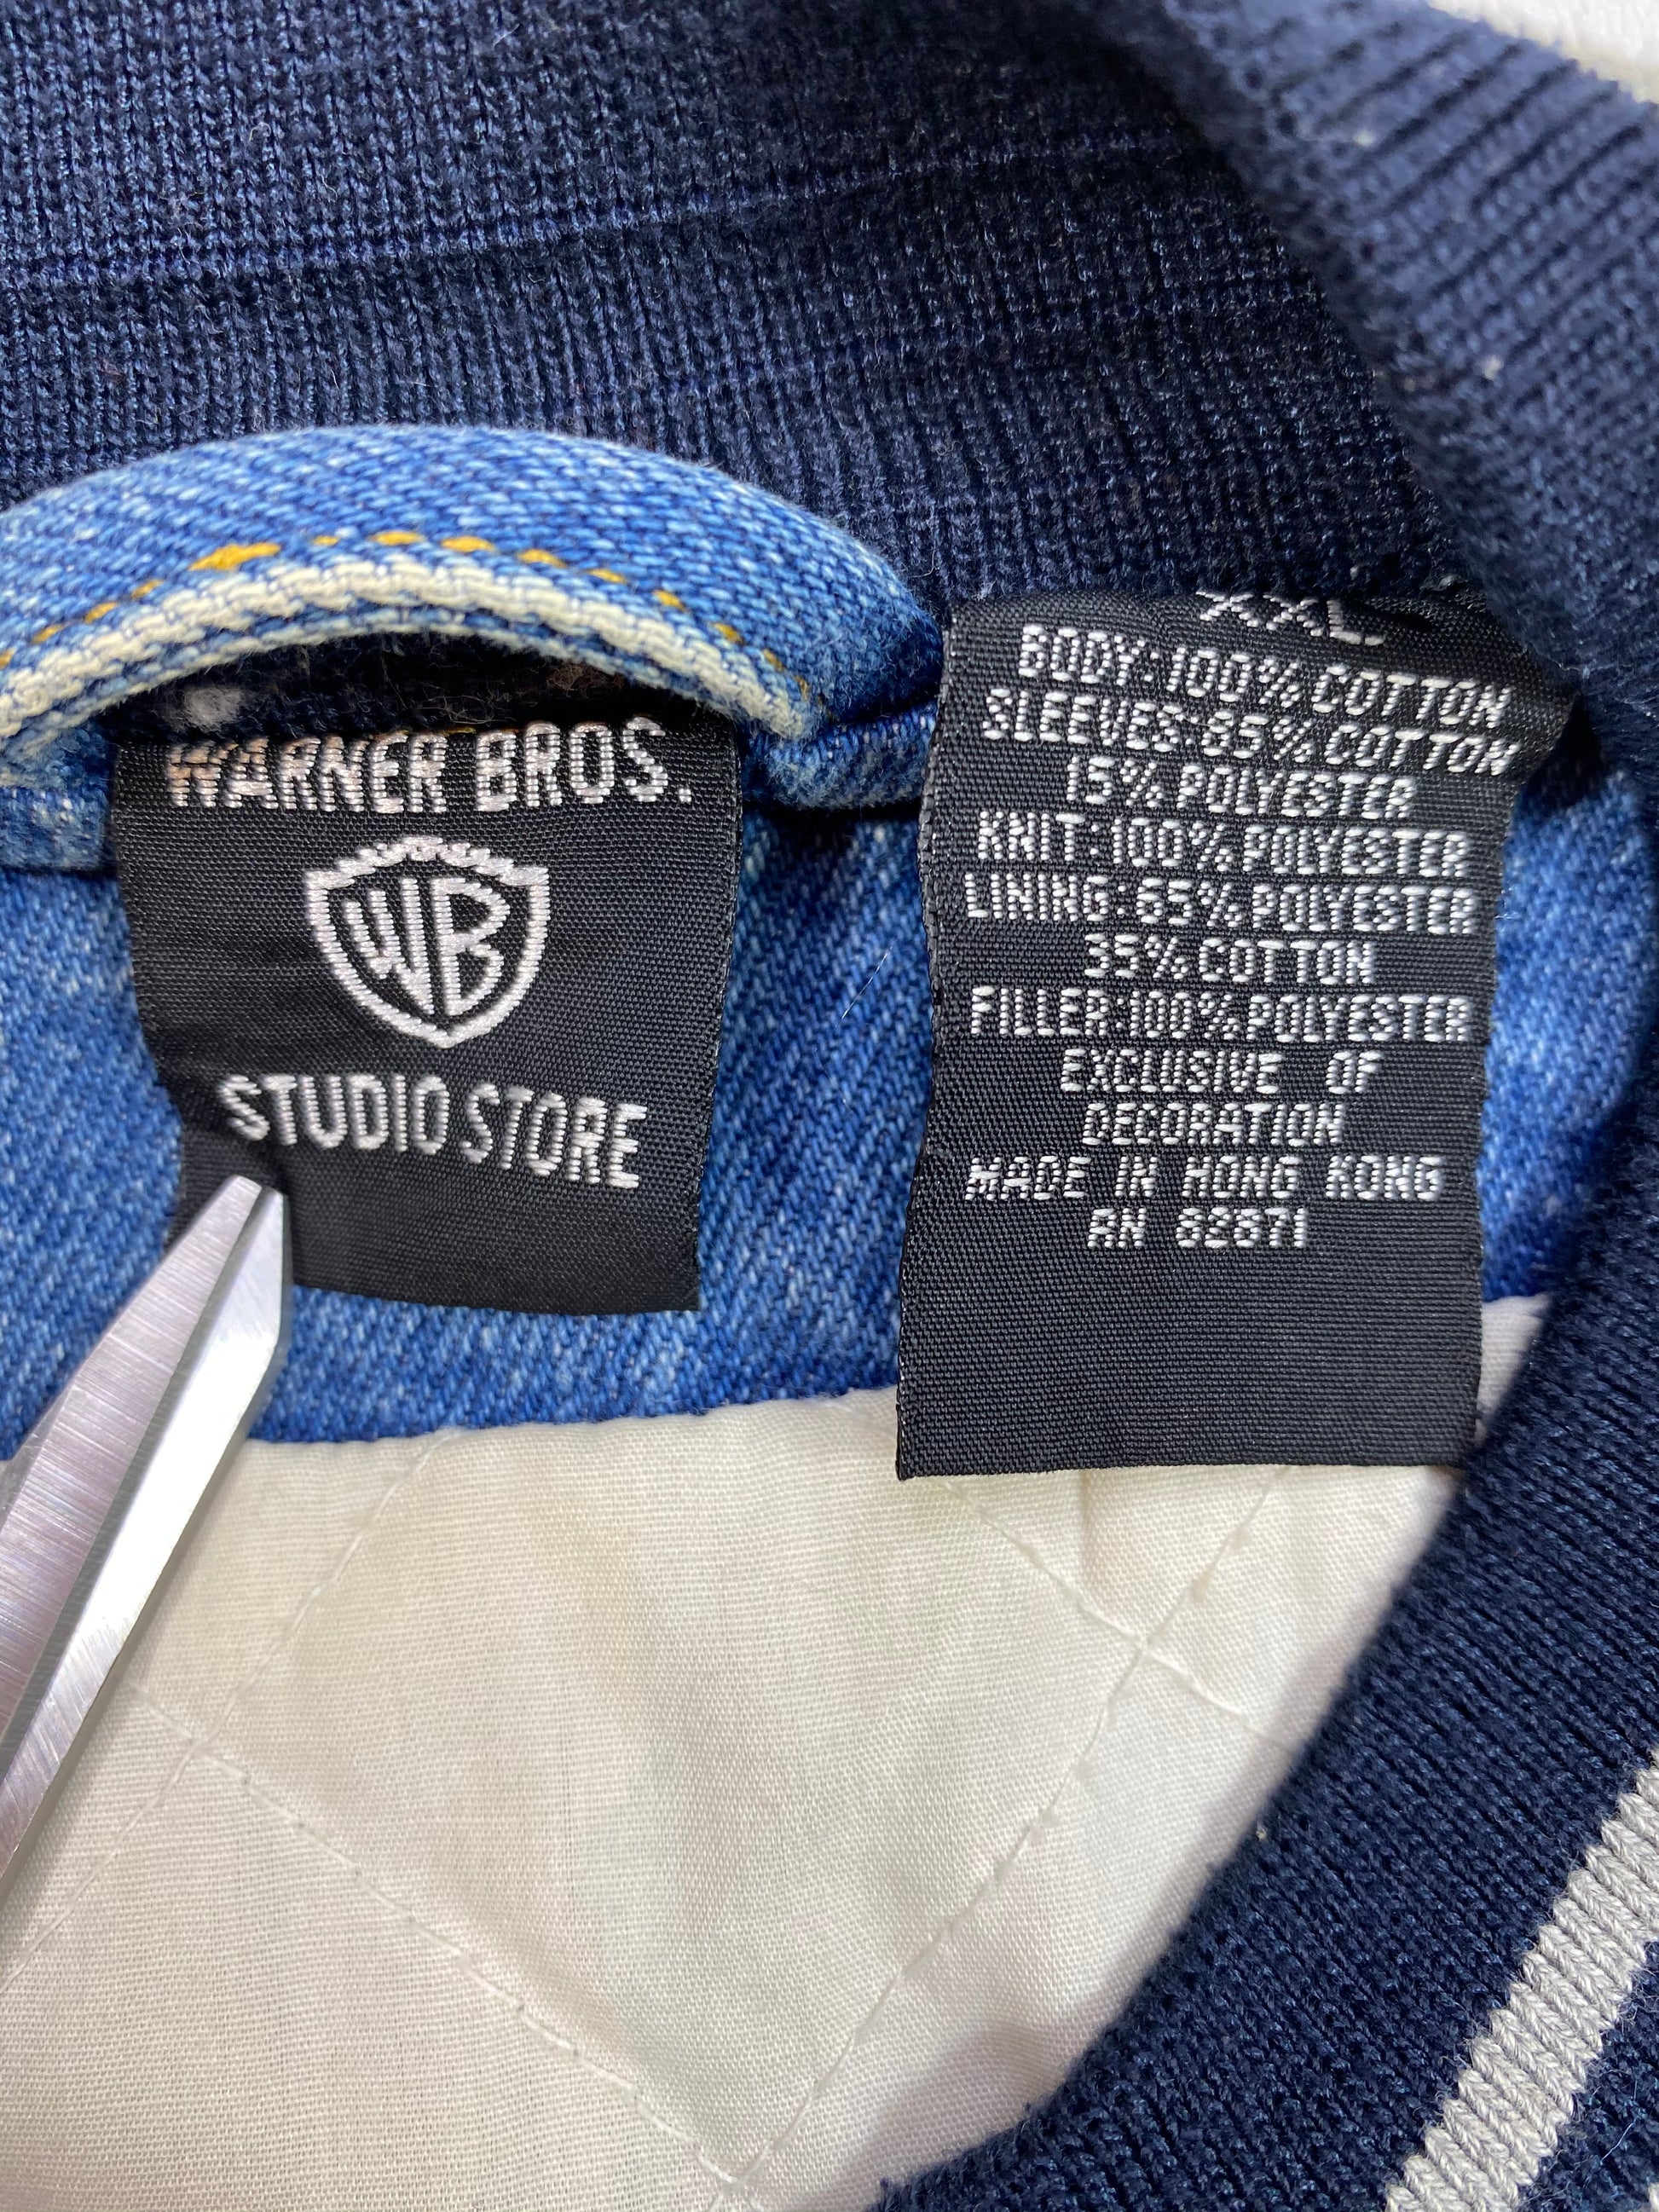 WARNER BROS.
WB
STUDIO STORE
XXL
BODY:100% COTTON
SLEEVES:85% COTTON
15% POLYESTER
KNIT:100% POLYESTER
LINING:65% POLYESTER
35% COTTON
FILLER:100% POLYESTER
EXCLUSIVE OF
DECORATION
MADE IN HONG KONG
RN 82871